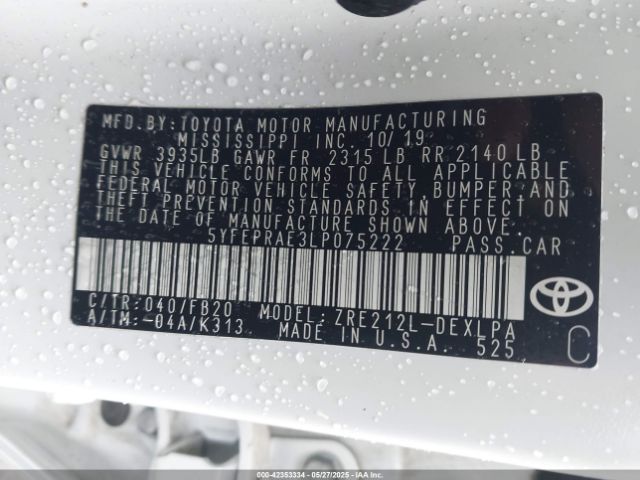 MFD.BY:TOYOTA MOTOR MANUFACTURING
MISSISSIPPI INC. 10/19
GVWR 3935LB GAWR FR 2315 LB RR 2140 LB
THIS VEHICLE CONFORMS TO ALL APPLICABLE
FEDERAL MOTOR VEHICLE SAFETY, BUMPER AND
THEFT PREVENTION STANDARDS IN EFFECT ON
THE DATE OF MANUFACTURE SHOWN ABOVE.
5YFEPRAE3LP075222 PASS.CAR
C/TR:040/FB20 MODEL:ZRE212L-DEXLPA
A/TM:-04A/K313 MADE IN U.S.A. 525
C
000-42353334 | 05/27/2025 | IAAI.COM